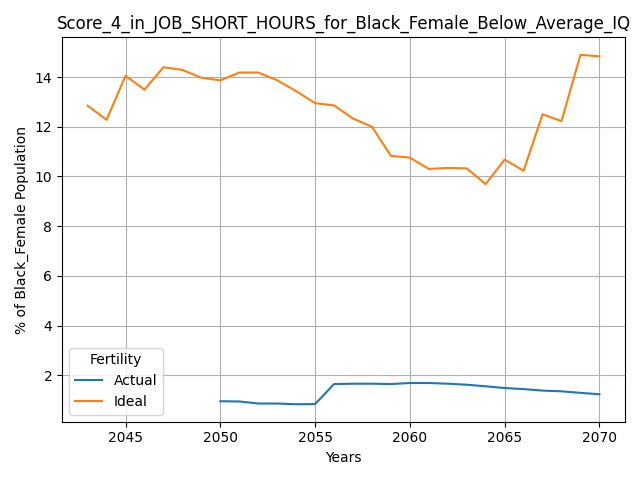 Score_4_in_JOB_SHORT_HOURS_for_Black_Female_Below_Average_IQ
% of Black_Female Population
14
12
10
8
6
4
2
Fertility
Actual
Ideal
2045 2050 2055 2060 2065 2070
Years